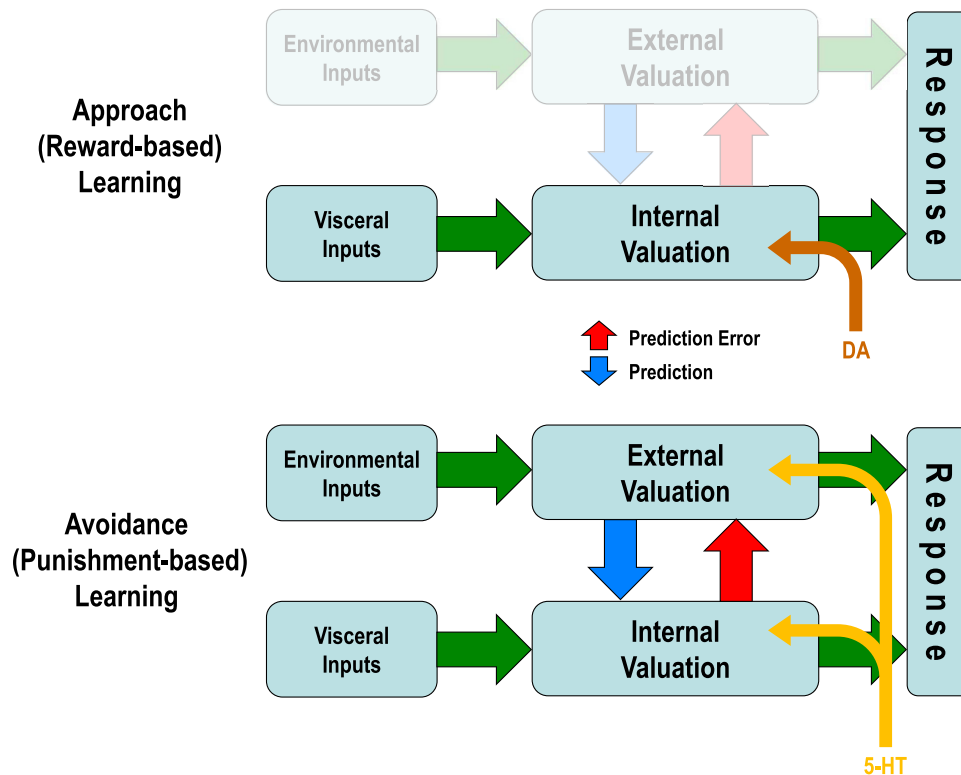 Environmental
Inputs
External
Valuation
Response
Approach
(Reward-based)
Learning
Visceral
Inputs
Internal
Valuation
DA
Prediction Error
Prediction
Environmental
Inputs
External
Valuation
Response
Avoidance
(Punishment-based)
Learning
Visceral
Inputs
Internal
Valuation
5-HT